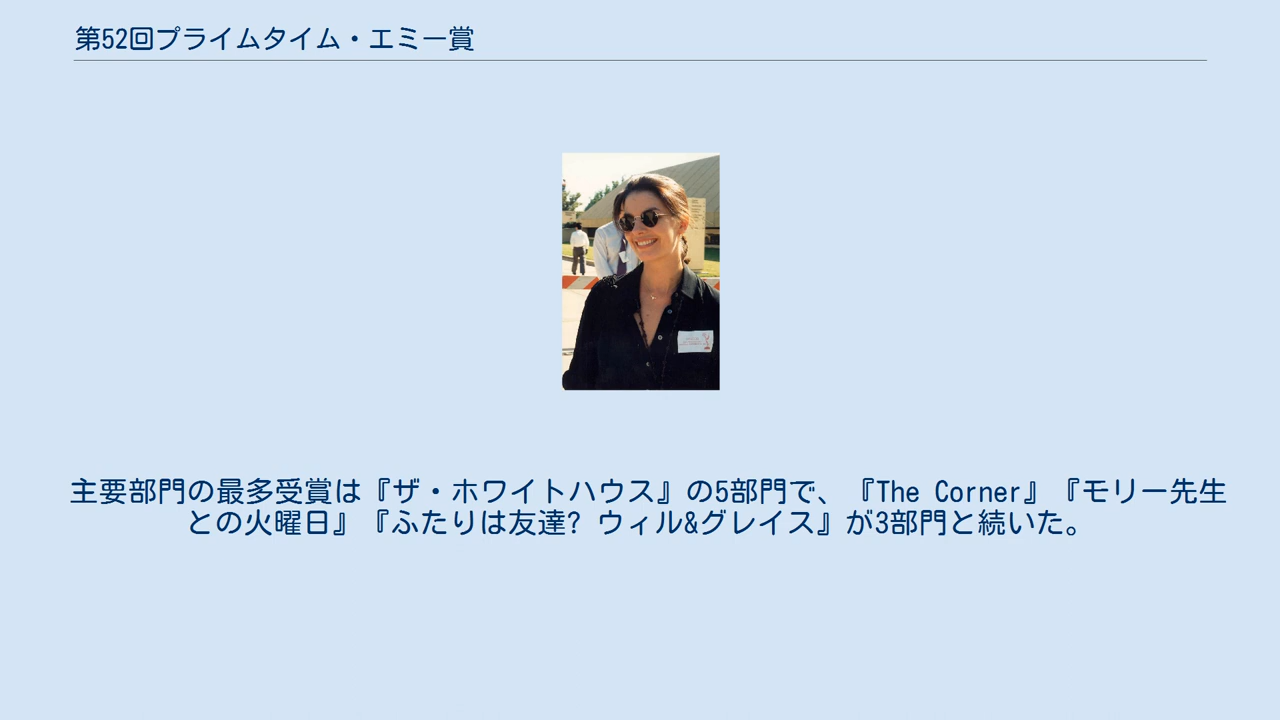 第52回プライムタイム・エミー賞
主要部門の最多受賞は『ザ・ホワイトハウス』の5部門で、『The Corner』『モリー先生
との火曜日』『ふたりは友達? ウィル&グレイス』が3部門と続いた。